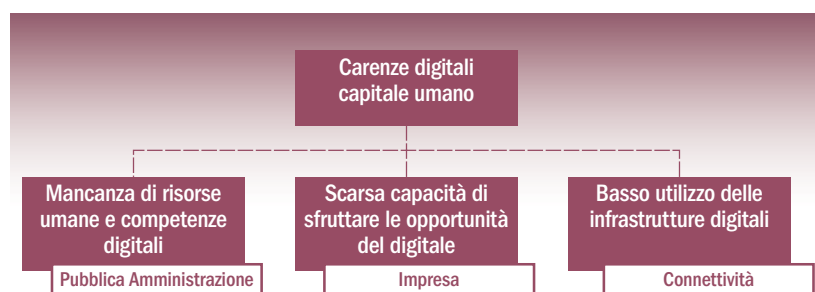 Carenze digitali
capitale umano
Mancanza di risorse
umane e competenze
digitali
Pubblica Amministrazione
Scarsa capacità di
sfruttare le opportunità
del digitale
Impresa
Basso utilizzo delle
infrastrutture digitali
Connettività